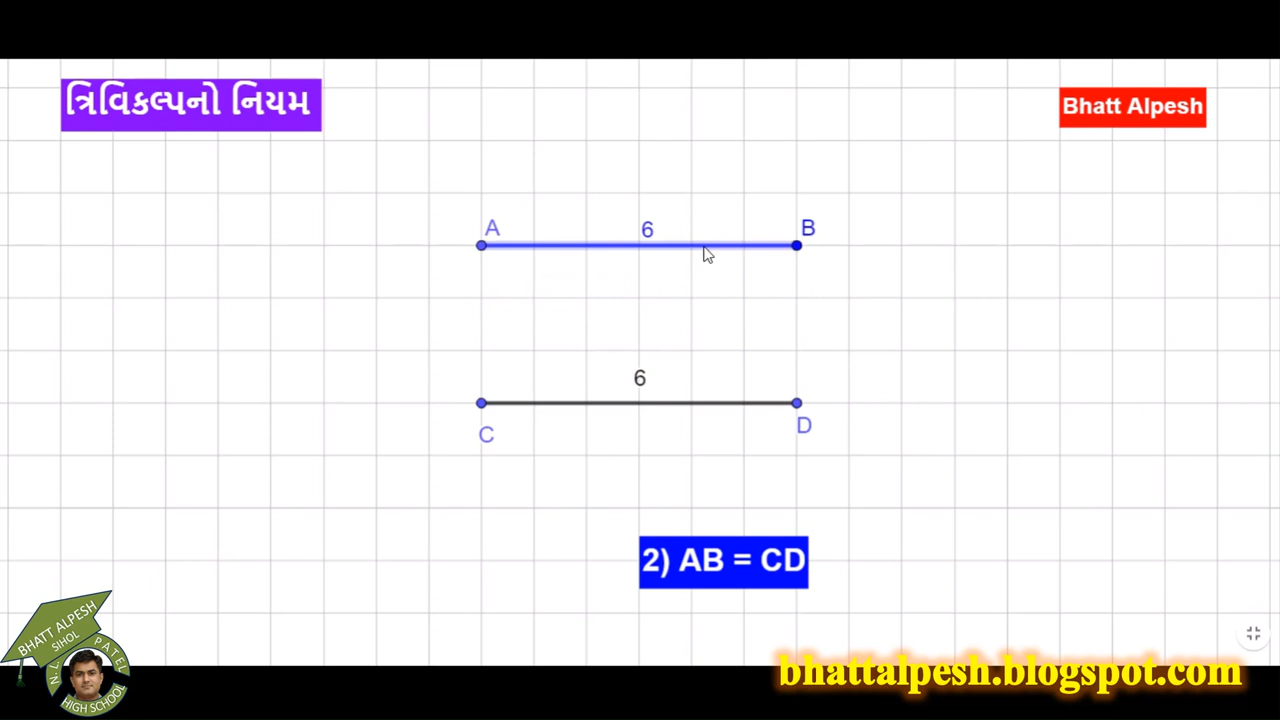 ત્રિવિકલ્પનો નિયમ
Bhatt Alpesh
A
6
B
6
C
D
2) AB = CD
BHATT ALPESH
SIHOL
N.L. PATEL
HIGH SCHOOL
bhattalpesh.blogspot.com